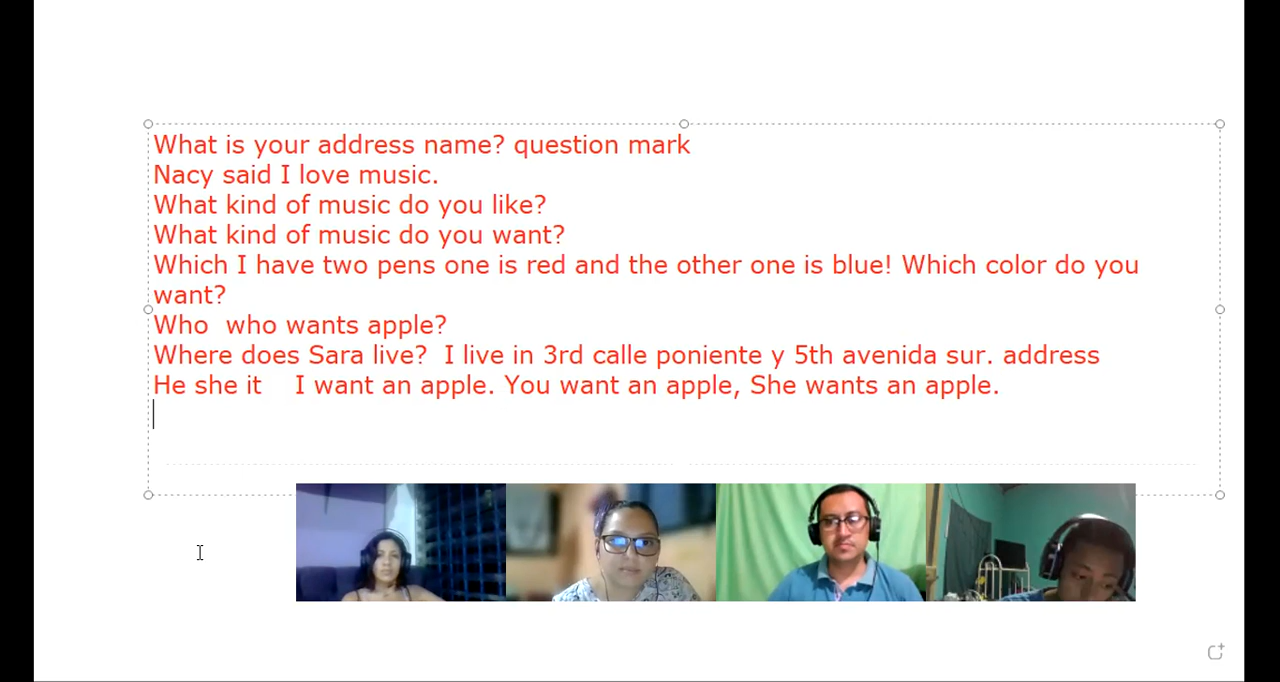 What is your address name? question mark
Nacy said I love music.
What kind of music do you like?
What kind of music do you want?
Which I have two pens one is red and the other one is blue! Which color do you
want?
Who  who wants apple?
Where does Sara live?  I live in 3rd calle poniente y 5th avenida sur. address
He she it    I want an apple. You want an apple, She wants an apple.